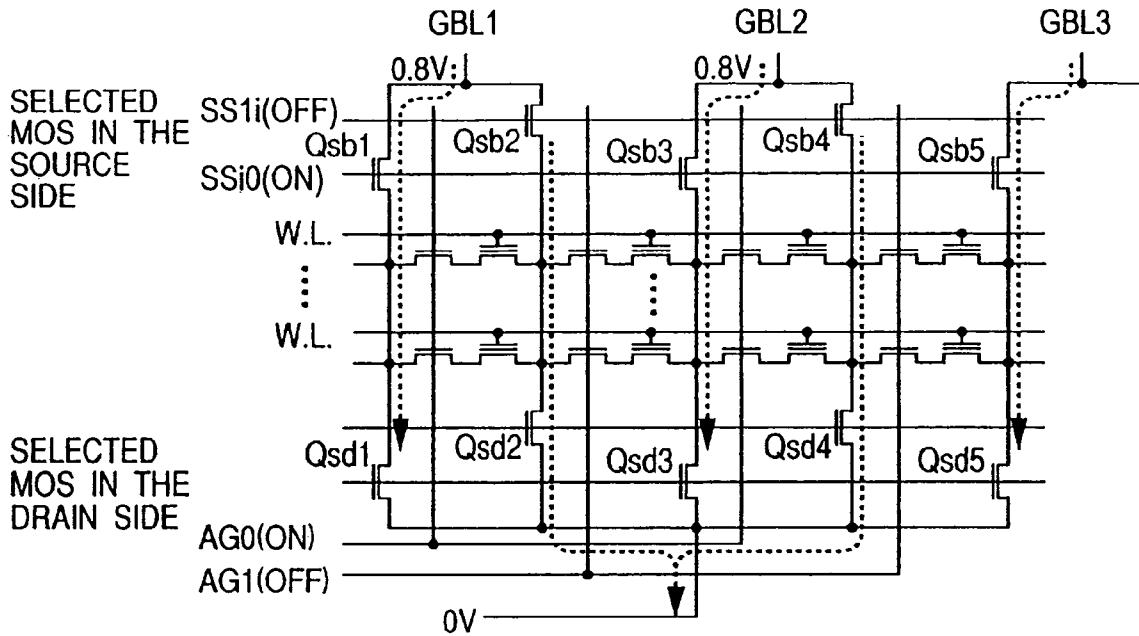 GBL1 GBL2 GBL3
0.8V 0.8V
SELECTED
MOS IN THE
SOURCE
SIDE
SS1i(OFF)
Qsb1 Qsb2 Qsb3 Qsb4 Qsb5
SSi0(ON)
W.L.
W.L.
SELECTED
MOS IN THE
DRAIN SIDE
Qsd1 Qsd2 Qsd3 Qsd4 Qsd5
AG0(ON)
AG1(OFF)
0V